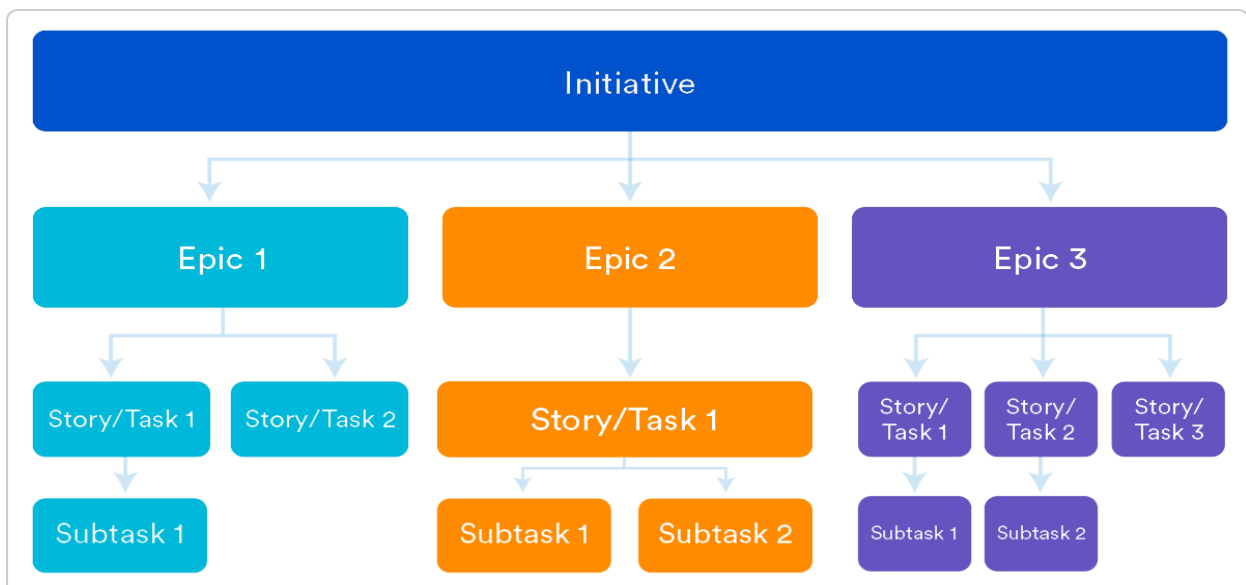 Initiative
Epic 1
Epic 2
Epic 3
Story/Task 1
Story/Task 2
Story/Task 1
Story/
Task 1
Story/
Task 2
Story/
Task 3
Subtask 1
Subtask 1
Subtask 2
Subtask 1
Subtask 2